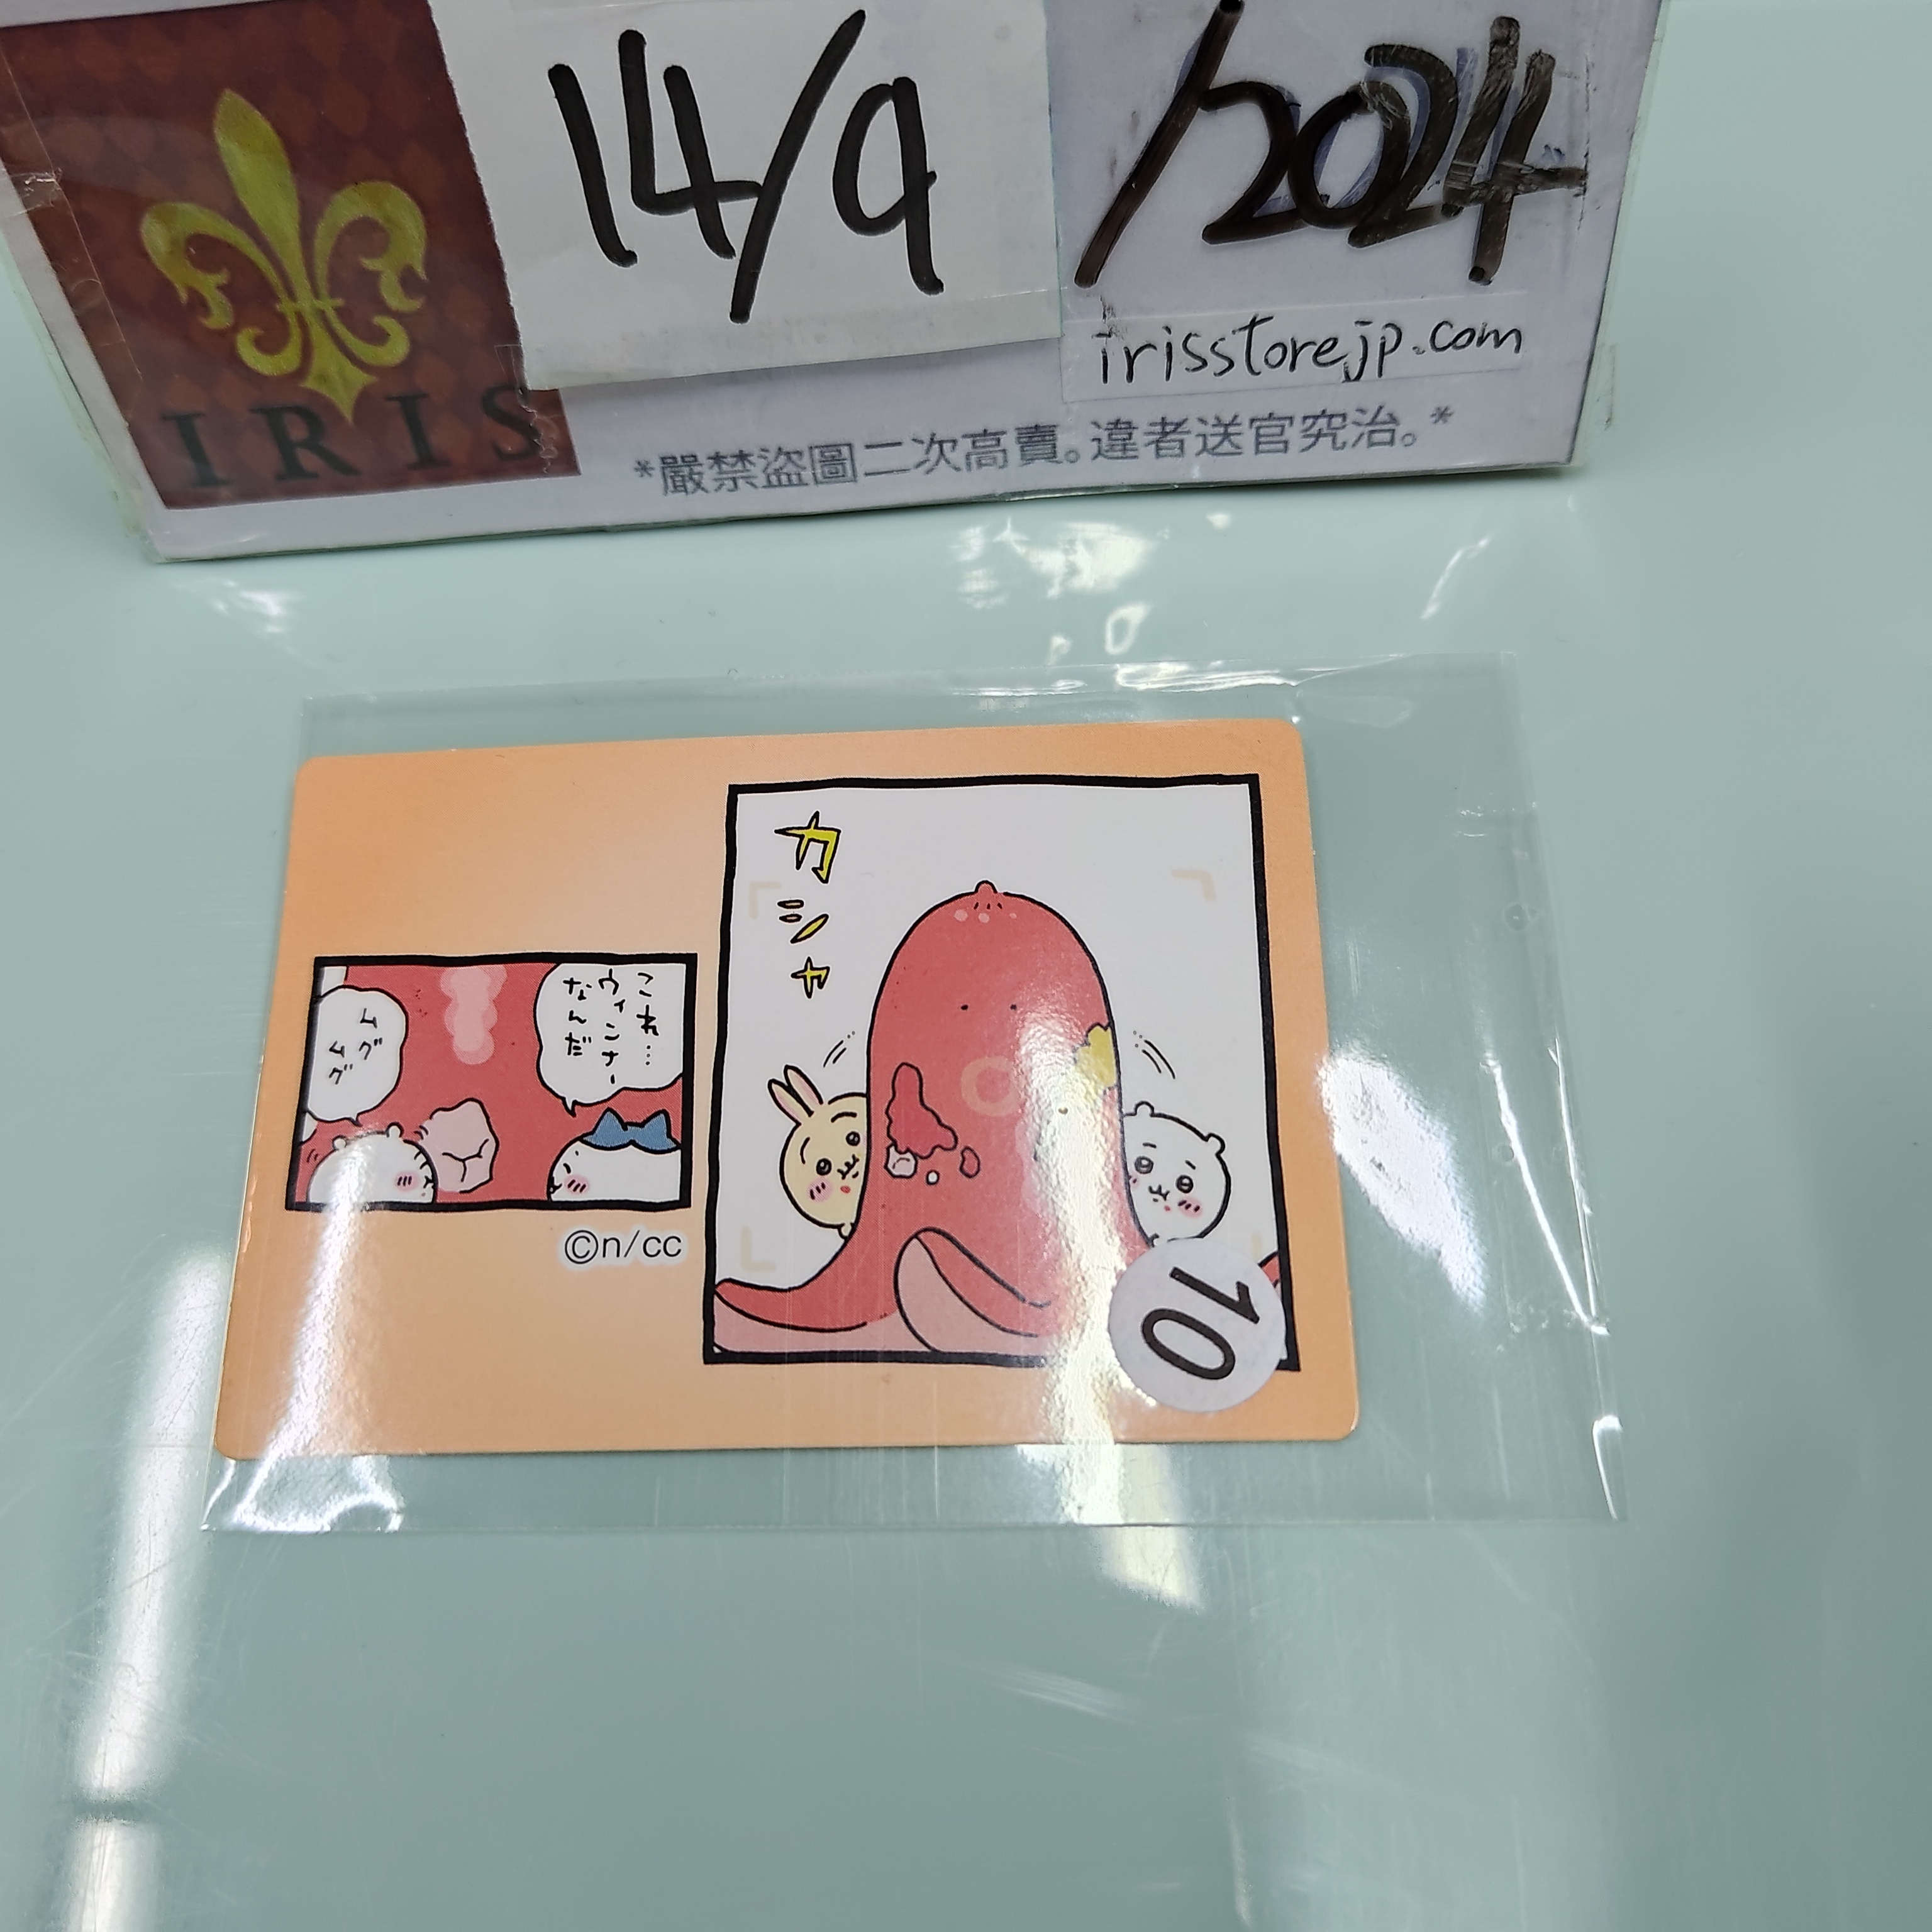 14/9/2024
irisstorejp.com
IRIS
*嚴禁盜圖二次高賣。違者送官究治。*
カシャ
これ…
ウィンナー
なんだ
ムグ
ムグ
©n/cc
10